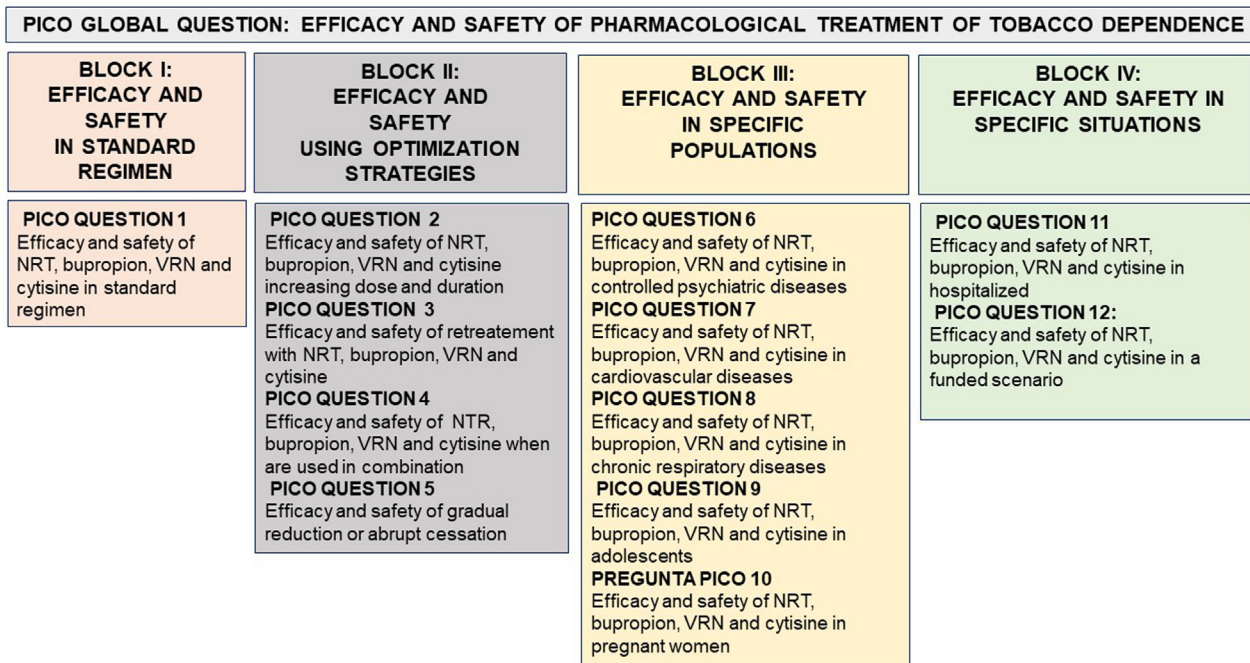 PICO GLOBAL QUESTION: EFFICACY AND SAFETY OF PHARMACOLOGICAL TREATMENT OF TOBACCO DEPENDENCE
BLOCK I:
EFFICACY AND
SAFETY
IN STANDARD
REGIMEN
PICO QUESTION 1
Efficacy and safety of
NRT, bupropion, VRN and
cytisine in standard
regimen
BLOCK II:
EFFICACY AND
SAFETY
USING OPTIMIZATION
STRATEGIES
PICO QUESTION 2
Efficacy and safety of NRT,
bupropion, VRN and cytisine
increasing dose and duration
PICO QUESTION 3
Efficacy and safety of retreatement
with NRT, bupropion, VRN and
cytisine
PICO QUESTION 4
Efficacy and safety of NTR,
bupropion, VRN and cytisine when
are used in combination
PICO QUESTION 5
Efficacy and safety of gradual
reduction or abrupt cessation
BLOCK III:
EFFICACY AND SAFETY
IN SPECIFIC
POPULATIONS
PICO QUESTION 6
Efficacy and safety of NRT,
bupropion, VRN and cytisine in
controlled psychiatric diseases
PICO QUESTION 7
Efficacy and safety of NRT,
bupropion, VRN and cytisine in
cardiovascular diseases
PICO QUESTION 8
Efficacy and safety of NRT,
bupropion, VRN and cytisine in
chronic respiratory diseases
PICO QUESTION 9
Efficacy and safety of NRT,
bupropion, VRN and cytisine in
adolescents
PREGUNTA PICO 10
Efficacy and safety of NRT,
bupropion, VRN and cytisine in
pregnant women
BLOCK IV:
EFFICACY AND SAFETY IN
SPECIFIC SITUATIONS
PICO QUESTION 11
Efficacy and safety of NRT,
bupropion, VRN and cytisine in
hospitalized
PICO QUESTION 12:
Efficacy and safety of NRT,
bupropion, VRN and cytisine in a
funded scenario